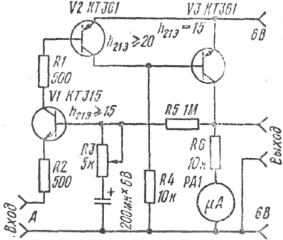 V2 КТ361
V3 КТ361
h21Э≥20
h21Э=15
6В
R1
500
V1 КТ315
h21Э≥15
R5 1М
R2
500
R3
5к
R4
10к
R6
10к
PA1
μA
Выход
200мк×6В
+
Вход
А
6В